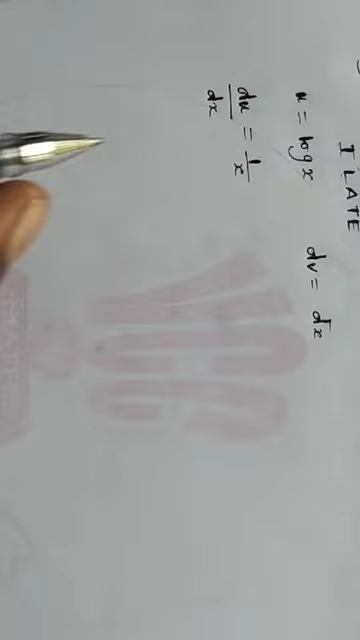 I LATE
u = log x dv = dx
du/dx = 1/x